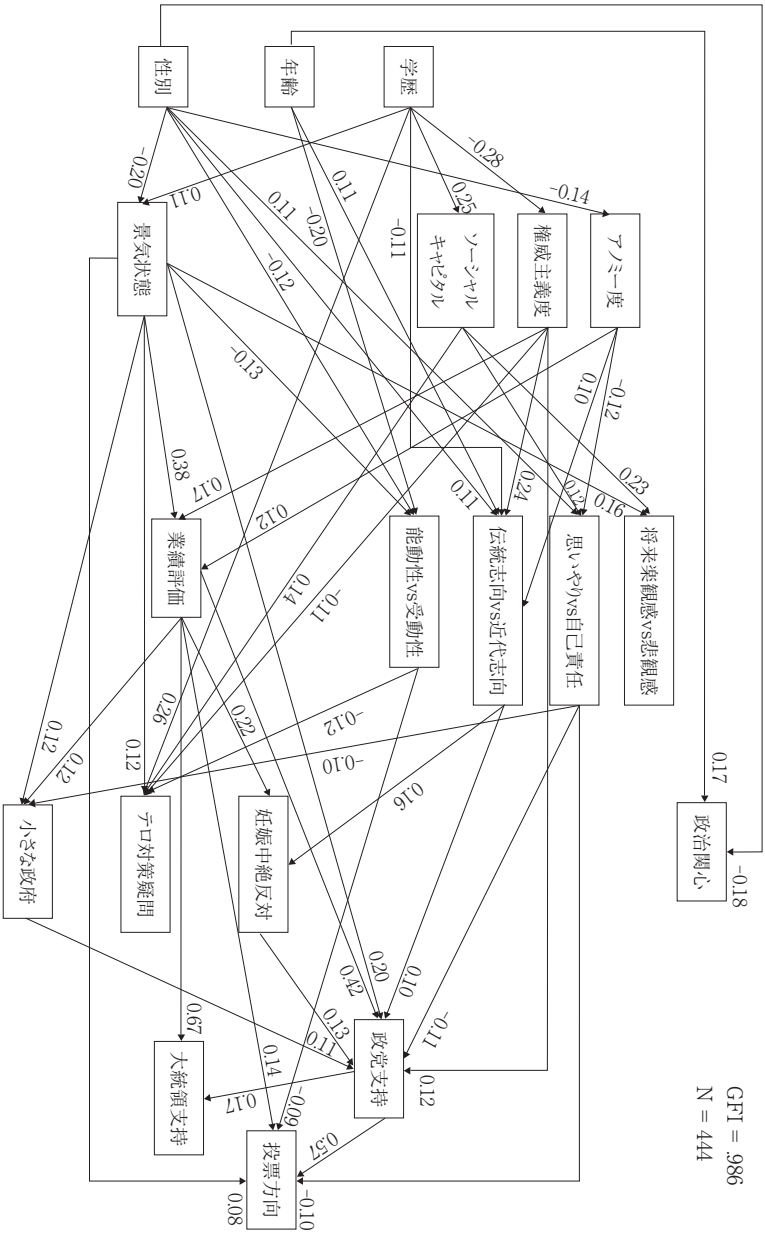 GFI = .986
N = 444
政治関心
0.17
-0.18
将来楽観感vs悲観感
思いやりvs自己責任
伝統志向vs近代志向
能動性vs受動性
業績評価
アノミー度
権威主義度
ソーシャル
キャピタル
景気状態
学歴
年齢
性別
小さな政府
テロ対策疑問
妊娠中絶反対
政党支持
大統領支持
投票方向
-0.14
-0.28
0.25
-0.11
0.11
-0.20
0.11
-0.12
0.11
-0.20
-0.12
0.10
0.23
0.16
0.12
0.24
0.11
-0.13
0.12
0.17
0.38
0.14
-0.11
-0.12
-0.10
0.16
0.22
0.26
0.12
0.12
0.12
-0.11
0.12
0.10
0.20
0.42
0.13
0.11
0.67
0.17
0.14
-0.09
0.57
-0.10
0.08